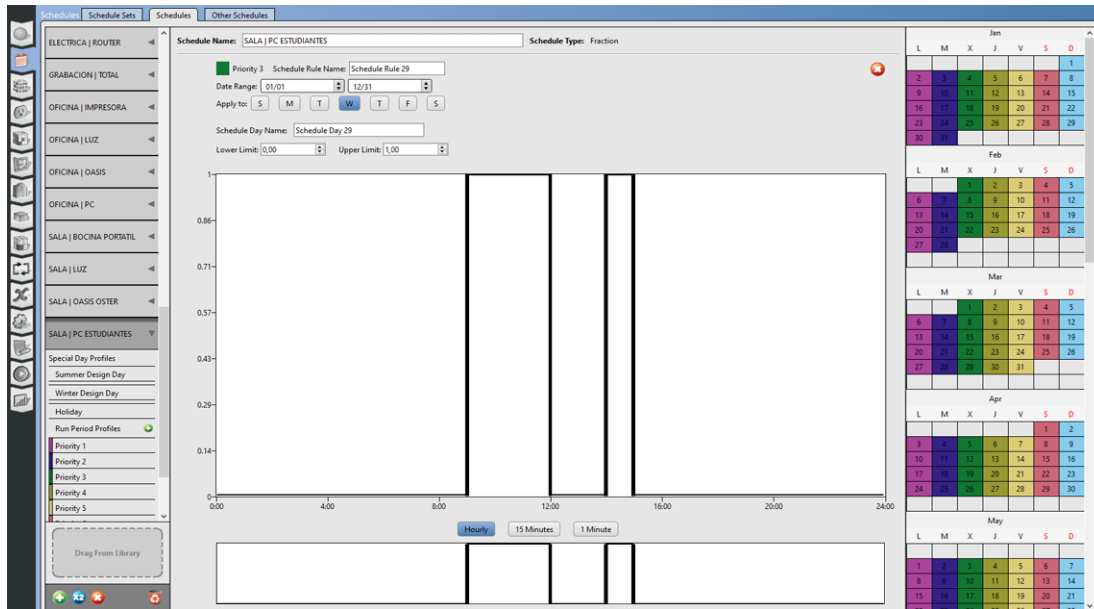 Schedules Schedule Sets Schedules Other Schedules
ELECTRICA | ROUTER
GRABACION | TOTAL
OFICINA | IMPRESORA
OFICINA | LUZ
OFICINA | OASIS
OFICINA | PC
SALA | BOCINA PORTATIL
SALA | LUZ
SALA | OASIS OSTER
SALA | PC ESTUDIANTES
Special Day Profiles
Summer Design Day
Winter Design Day
Holiday
Run Period Profiles
Priority 1
Priority 2
Priority 3
Priority 4
Priority 5
Drag From Library
X2
Schedule Name: SALA | PC ESTUDIANTES Schedule Type: Fraction
Priority 3 Schedule Rule Name: Schedule Rule 29
Date Range: 01/01 12/31
Apply to: S M T W T F S
Schedule Day Name: Schedule Day 29
Lower Limit: 0,00 Upper Limit: 1,00
1
0.86
0.71
0.57
0.43
0.29
0.14
0
0:00 4:00 8:00 12:00 16:00 20:00 24:00
Hourly 15 Minutes 1 Minute
Jan
L M X J V S D
1
2 3 4 5 6 7 8
9 10 11 12 13 14 15
16 17 18 19 20 21 22
23 24 25 26 27 28 29
30 31
Feb
L M X J V S D
1 2 3 4 5
6 7 8 9 10 11 12
13 14 15 16 17 18 19
20 21 22 23 24 25 26
27 28
Mar
L M X J V S D
1 2 3 4 5
6 7 8 9 10 11 12
13 14 15 16 17 18 19
20 21 22 23 24 25 26
27 28 29 30 31
Apr
L M X J V S D
1 2
3 4 5 6 7 8 9
10 11 12 13 14 15 16
17 18 19 20 21 22 23
24 25 26 27 28 29 30
May
L M X J V S D
1 2 3 4 5 6 7
8 9 10 11 12 13 14
15 16 17 18 19 20 21